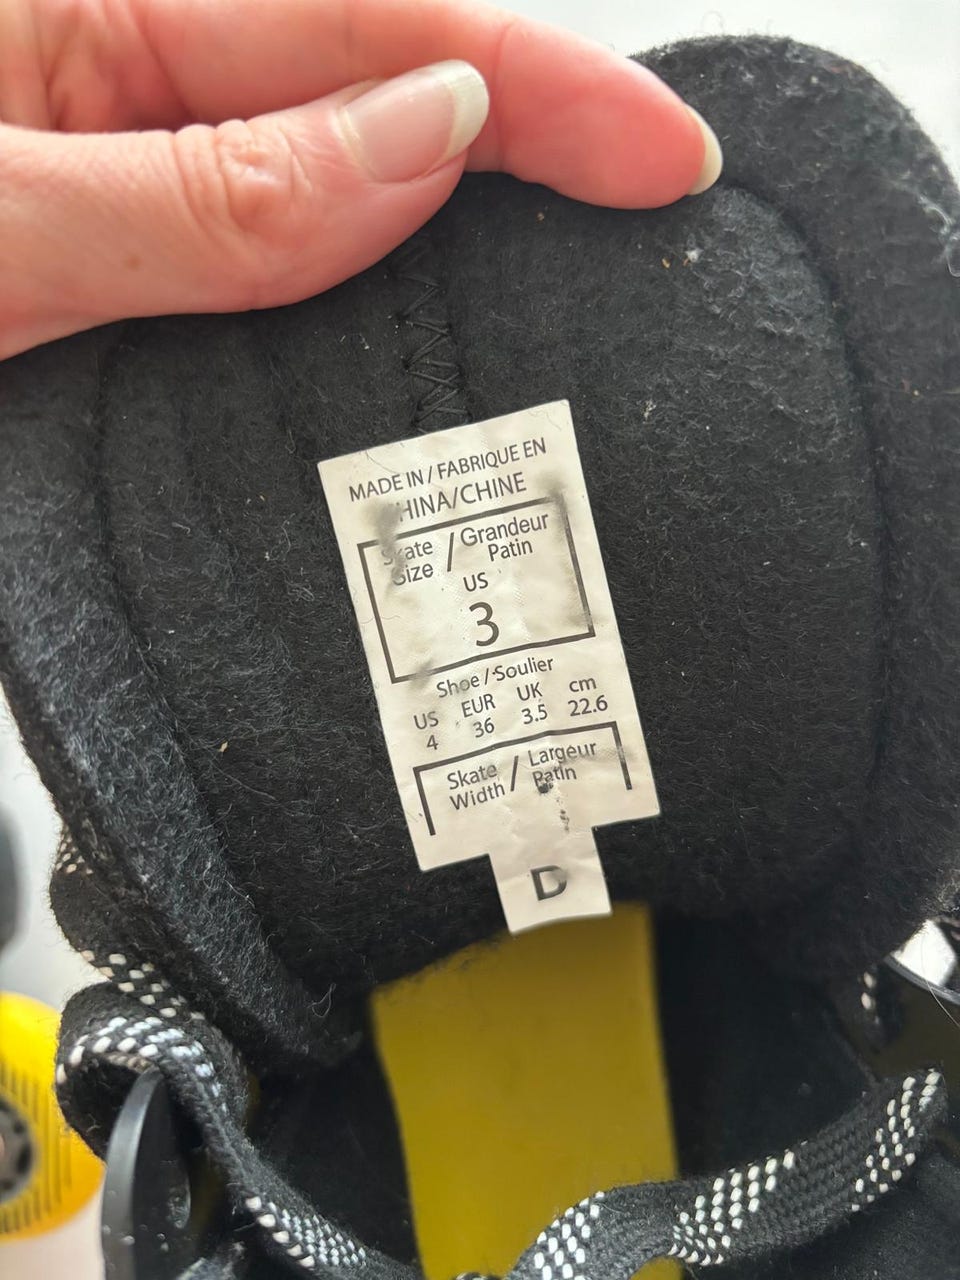 MADE IN / FABRIQUE EN
CHINA/CHINE
Skate Size / Grandeur Patin
US
3
Shoe / Soulier
US EUR UK cm
4 36 3.5 22.6
Skate Width / Largeur Patin
D